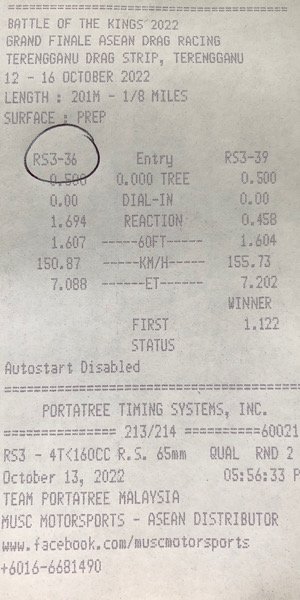 BATTLE OF THE KINGS 2022
GRAND FINALE ASEAN DRAG RACING
TERENGGANU DRAG STRIP, TERENGGANU
12 - 16 OCTOBER 2022
LENGTH : 201M - 1/8 MILES
SURFACE : PREP
RS3-36 Entry RS3-39
0.500 0.000 TREE 0.500
0.00 DIAL-IN 0.00
1.694 REACTION 0.458
1.607 -----60FT----- 1.604
150.87 -----KM/H----- 155.73
7.088 ------ET------ 7.202
WINNER
FIRST 1.122
STATUS
Autostart Disabled
PORTATREE TIMING SYSTEMS, INC.
============= 213/214 ==========60021
RS3 - 4T<160CC R.S. 65mm QUAL RND 2
October 13, 2022 05:56:33 P
TEAM PORTATREE MALAYSIA
MUSC MOTORSPORTS - ASEAN DISTRIBUTOR
www.facebook.com/muscmotorsports
+6016-6681490